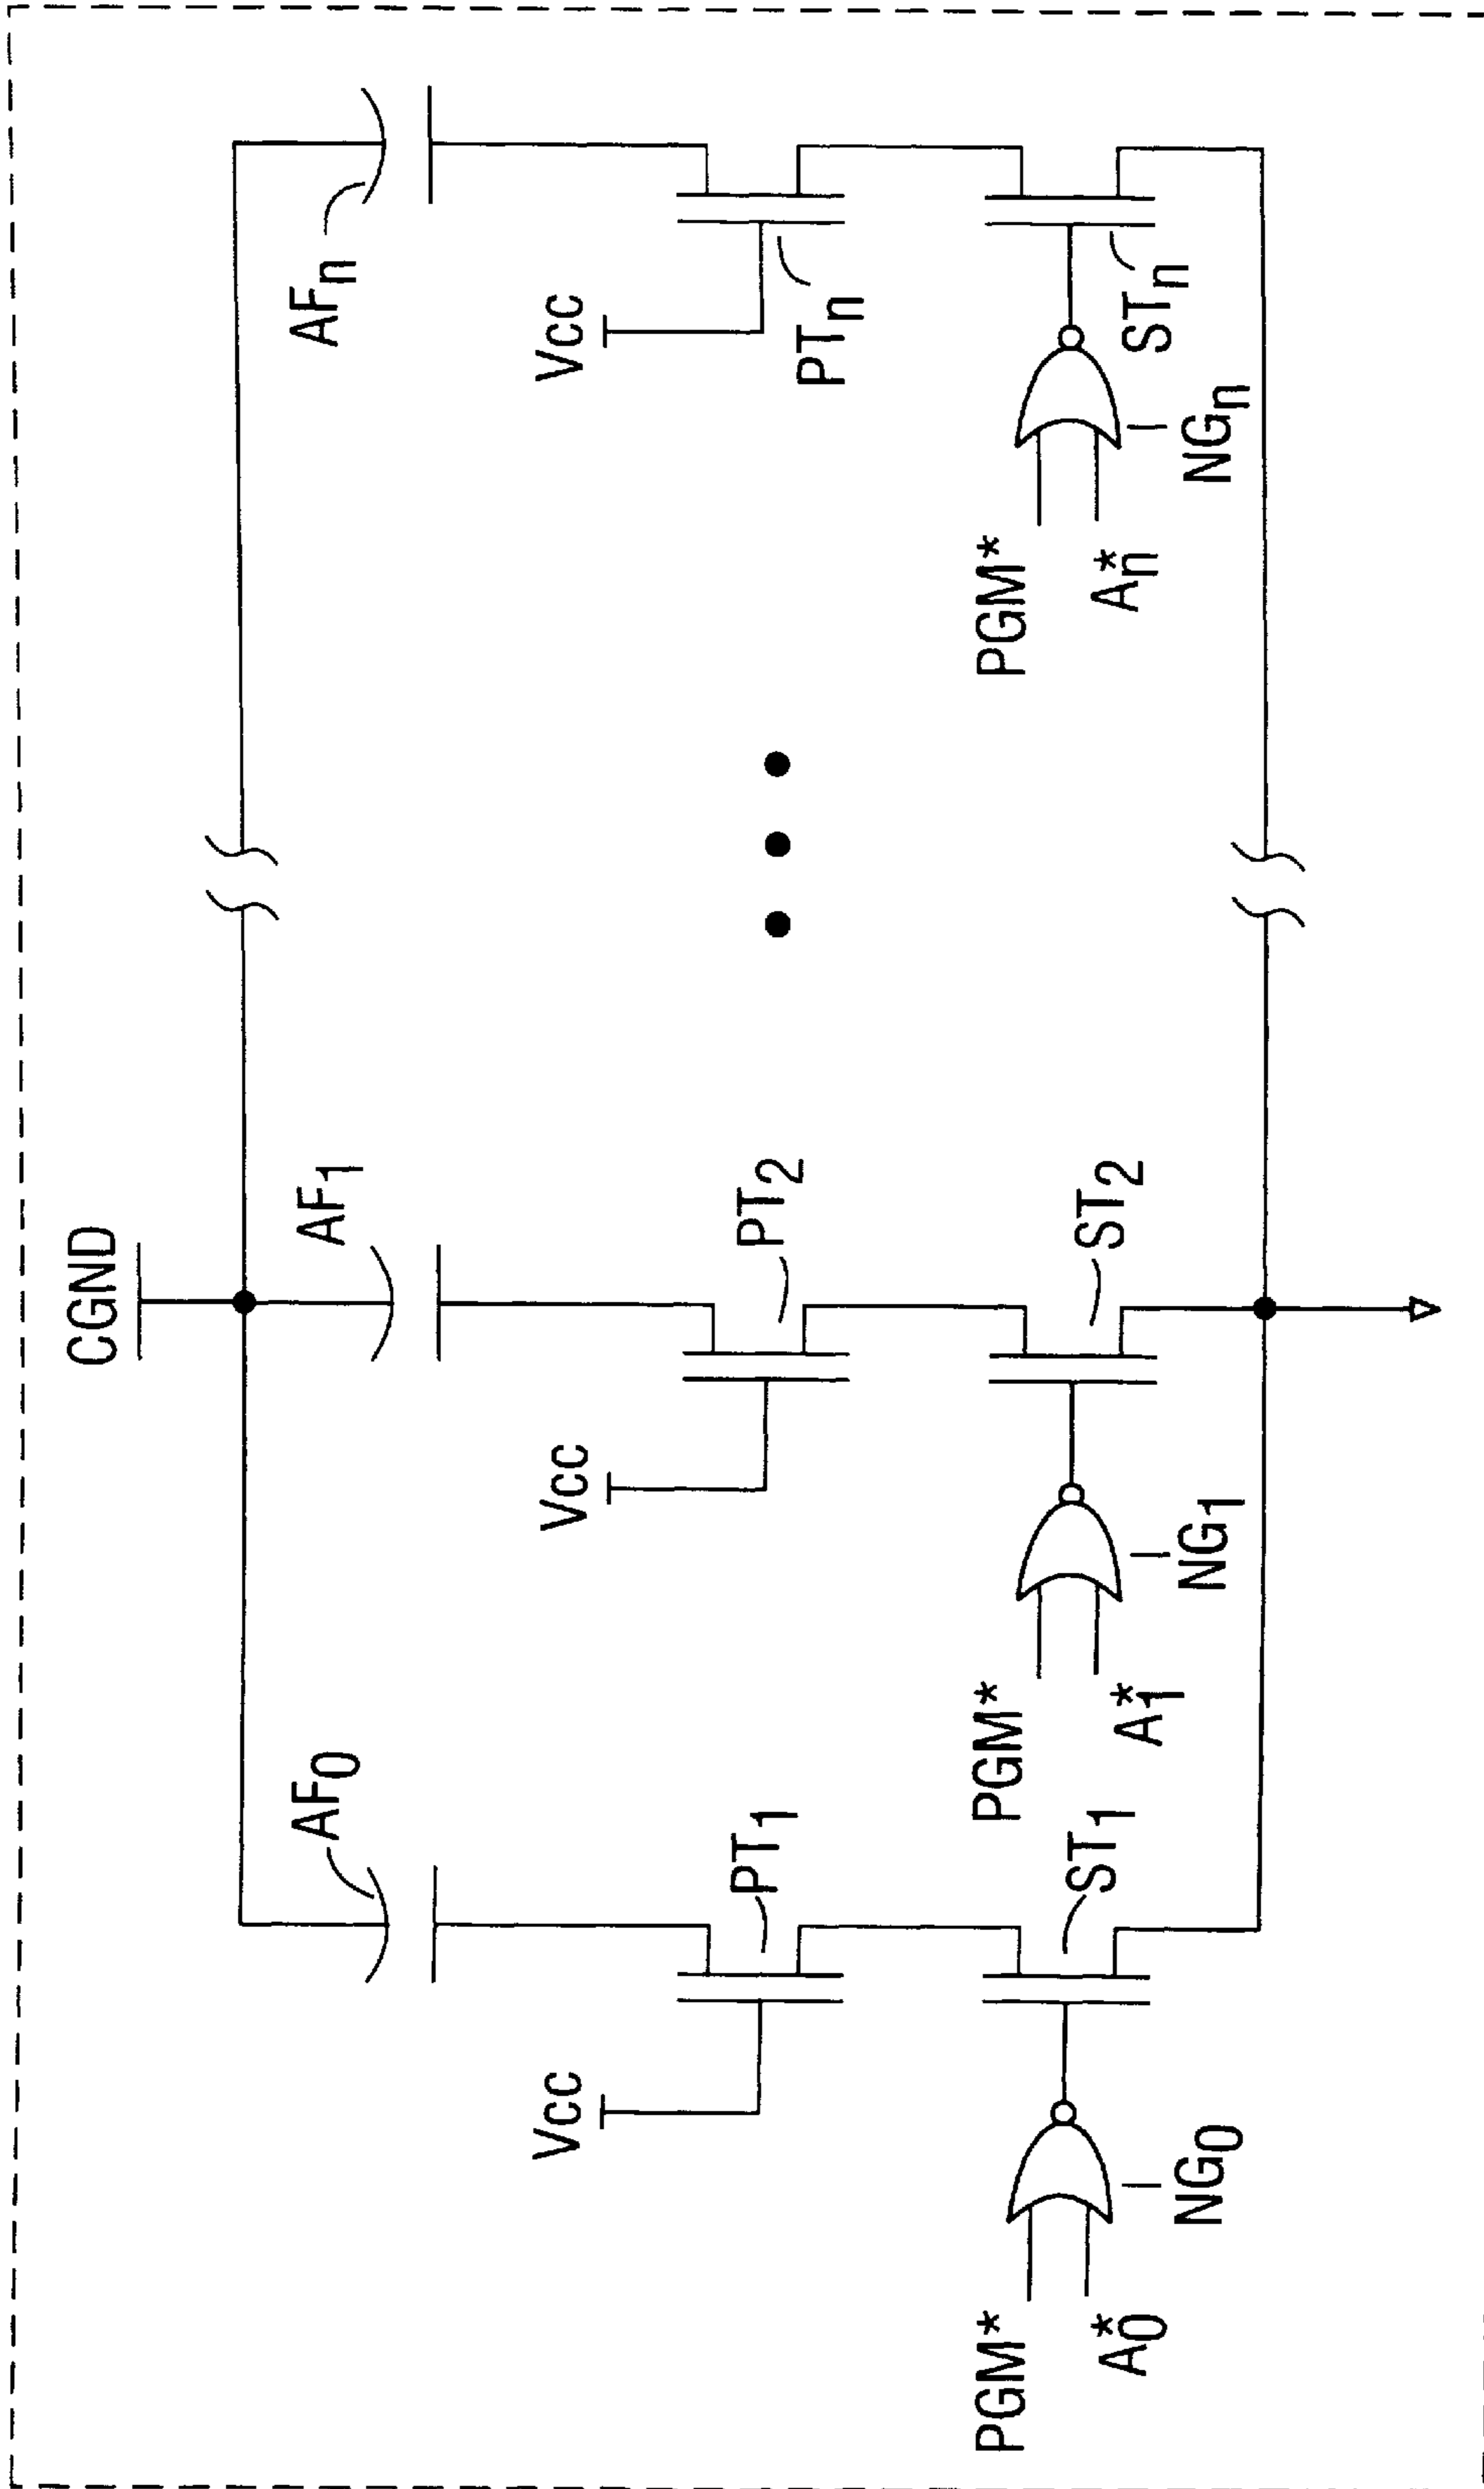 CGND
AF₀
AF₁
AFₙ
Vcc
Vcc
Vcc
PT₁
PT₂
PTₙ
PGM*
PGM*
PGM*
A₀*
ST₁
A₁*
ST₂
Aₙ*
STₙ
NG₀
NG₁
NGₙ